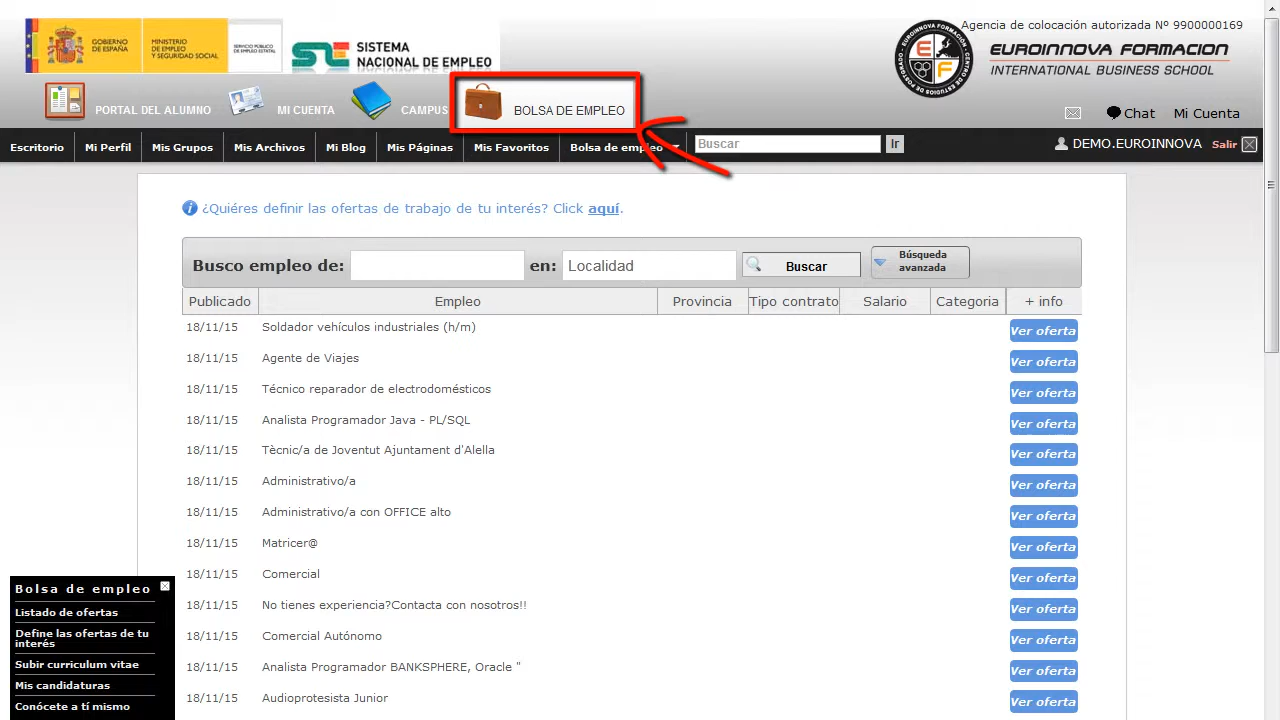 GOBIERNO DE ESPAÑA
MINISTERIO DE EMPLEO Y SEGURIDAD SOCIAL
SERVICIO PÚBLICO DE EMPLEO ESTATAL
SISTEMA NACIONAL DE EMPLEO
Agencia de colocación autorizada Nº 9900000169
EUROINNOVA FORMACION
INTERNATIONAL BUSINESS SCHOOL
PORTAL DEL ALUMNO
MI CUENTA
CAMPUS
BOLSA DE EMPLEO
Chat
Mi Cuenta
Escritorio
Mi Perfil
Mis Grupos
Mis Archivos
Mi Blog
Mis Páginas
Mis Favoritos
Bolsa de empleo
Buscar
Ir
DEMO.EUROINNOVA
Salir
¿Quiéres definir las ofertas de trabajo de tu interés? Click aquí.
Busco empleo de:
en:
Localidad
Buscar
Búsqueda avanzada
Publicado Empleo Provincia Tipo contrato Salario Categoria + info
18/11/15 Soldador vehículos industriales (h/m) Ver oferta
18/11/15 Agente de Viajes Ver oferta
18/11/15 Técnico reparador de electrodomésticos Ver oferta
18/11/15 Analista Programador Java - PL/SQL Ver oferta
18/11/15 Tècnic/a de Joventut Ajuntament d'Alella Ver oferta
18/11/15 Administrativo/a Ver oferta
18/11/15 Administrativo/a con OFFICE alto Ver oferta
18/11/15 Matricer@ Ver oferta
18/11/15 Comercial Ver oferta
18/11/15 No tienes experiencia?Contacta con nosotros!! Ver oferta
18/11/15 Comercial Autónomo Ver oferta
18/11/15 Analista Programador BANKSPHERE, Oracle " Ver oferta
18/11/15 Audioprotesista Junior Ver oferta
Bolsa de empleo
Listado de ofertas
Define las ofertas de tu
interés
Subir curriculum vitae
Mis candidaturas
Conócete a tí mismo